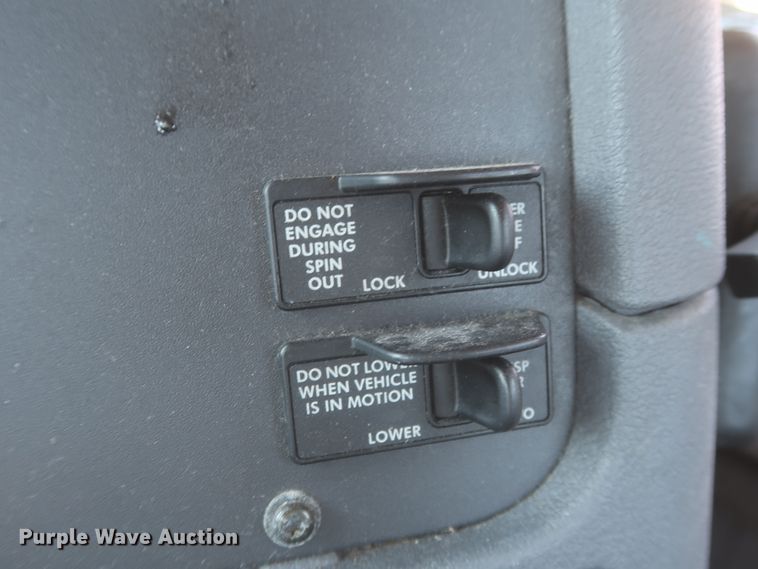 DO NOT
ENGAGE
DURING
SPIN
OUT
LOCK
UNLOCK
DO NOT LOWER
WHEN VEHICLE
IS IN MOTION
LOWER
Purple Wave Auction